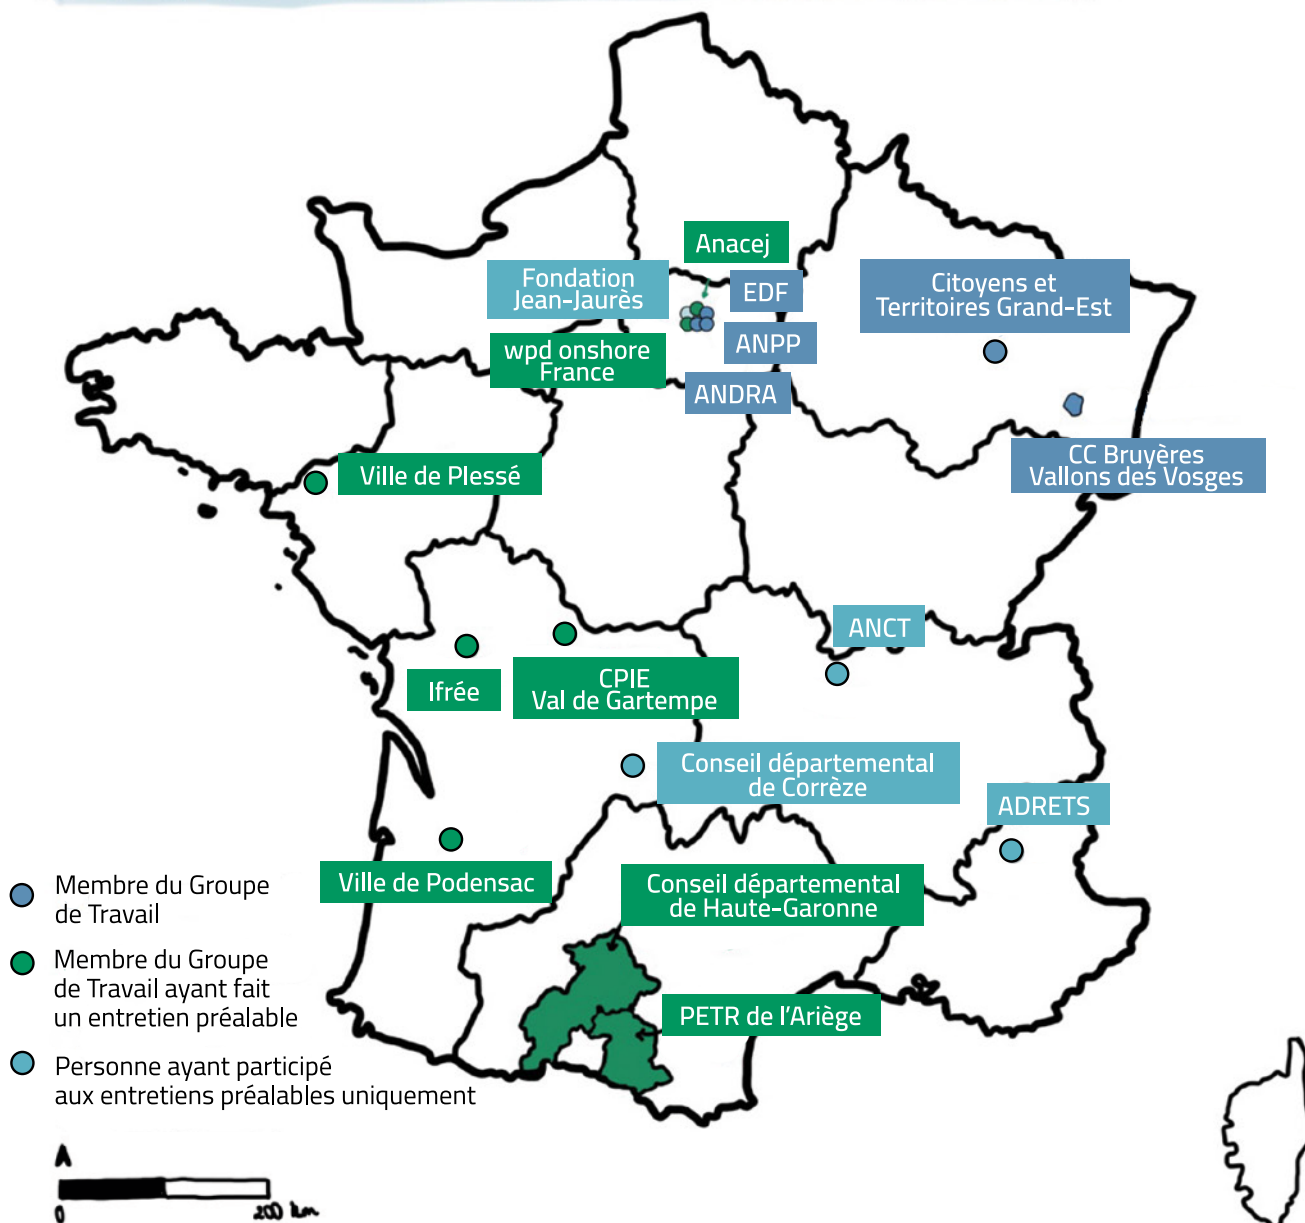 Anacej
Fondation
Jean-Jaurès
EDF
Citoyens et
Territoires Grand-Est
wpd onshore
France
ANPP
ANDRA
CC Bruyères
Vallons des Vosges
Ville de Plessé
ANCT
Ifrée
CPIE
Val de Gartempe
Conseil départemental
de Corrèze
ADRETS
Ville de Podensac
Conseil départemental
de Haute-Garonne
PETR de l'Ariège
Membre du Groupe
de Travail
Membre du Groupe
de Travail ayant fait
un entretien préalable
Personne ayant participé
aux entretiens préalables uniquement
A
0
200 km